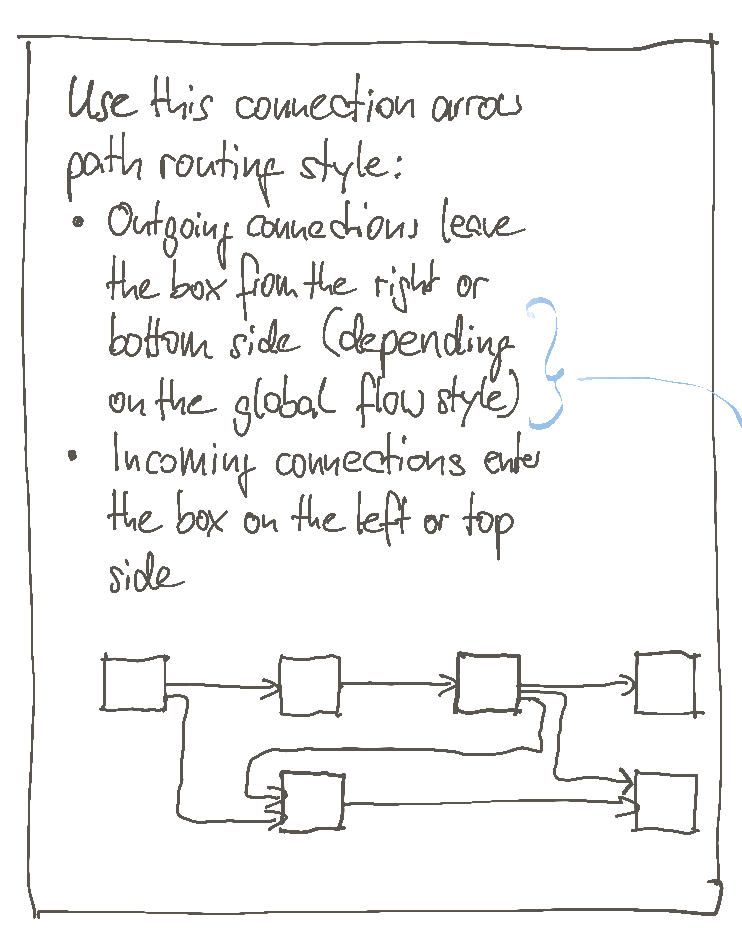 Use this connection arrow
path routing style:
• Outgoing connections leave
the box from the right or
bottom side (depending
on the global flow style)
• Incoming connections enter
the box on the left or top
side